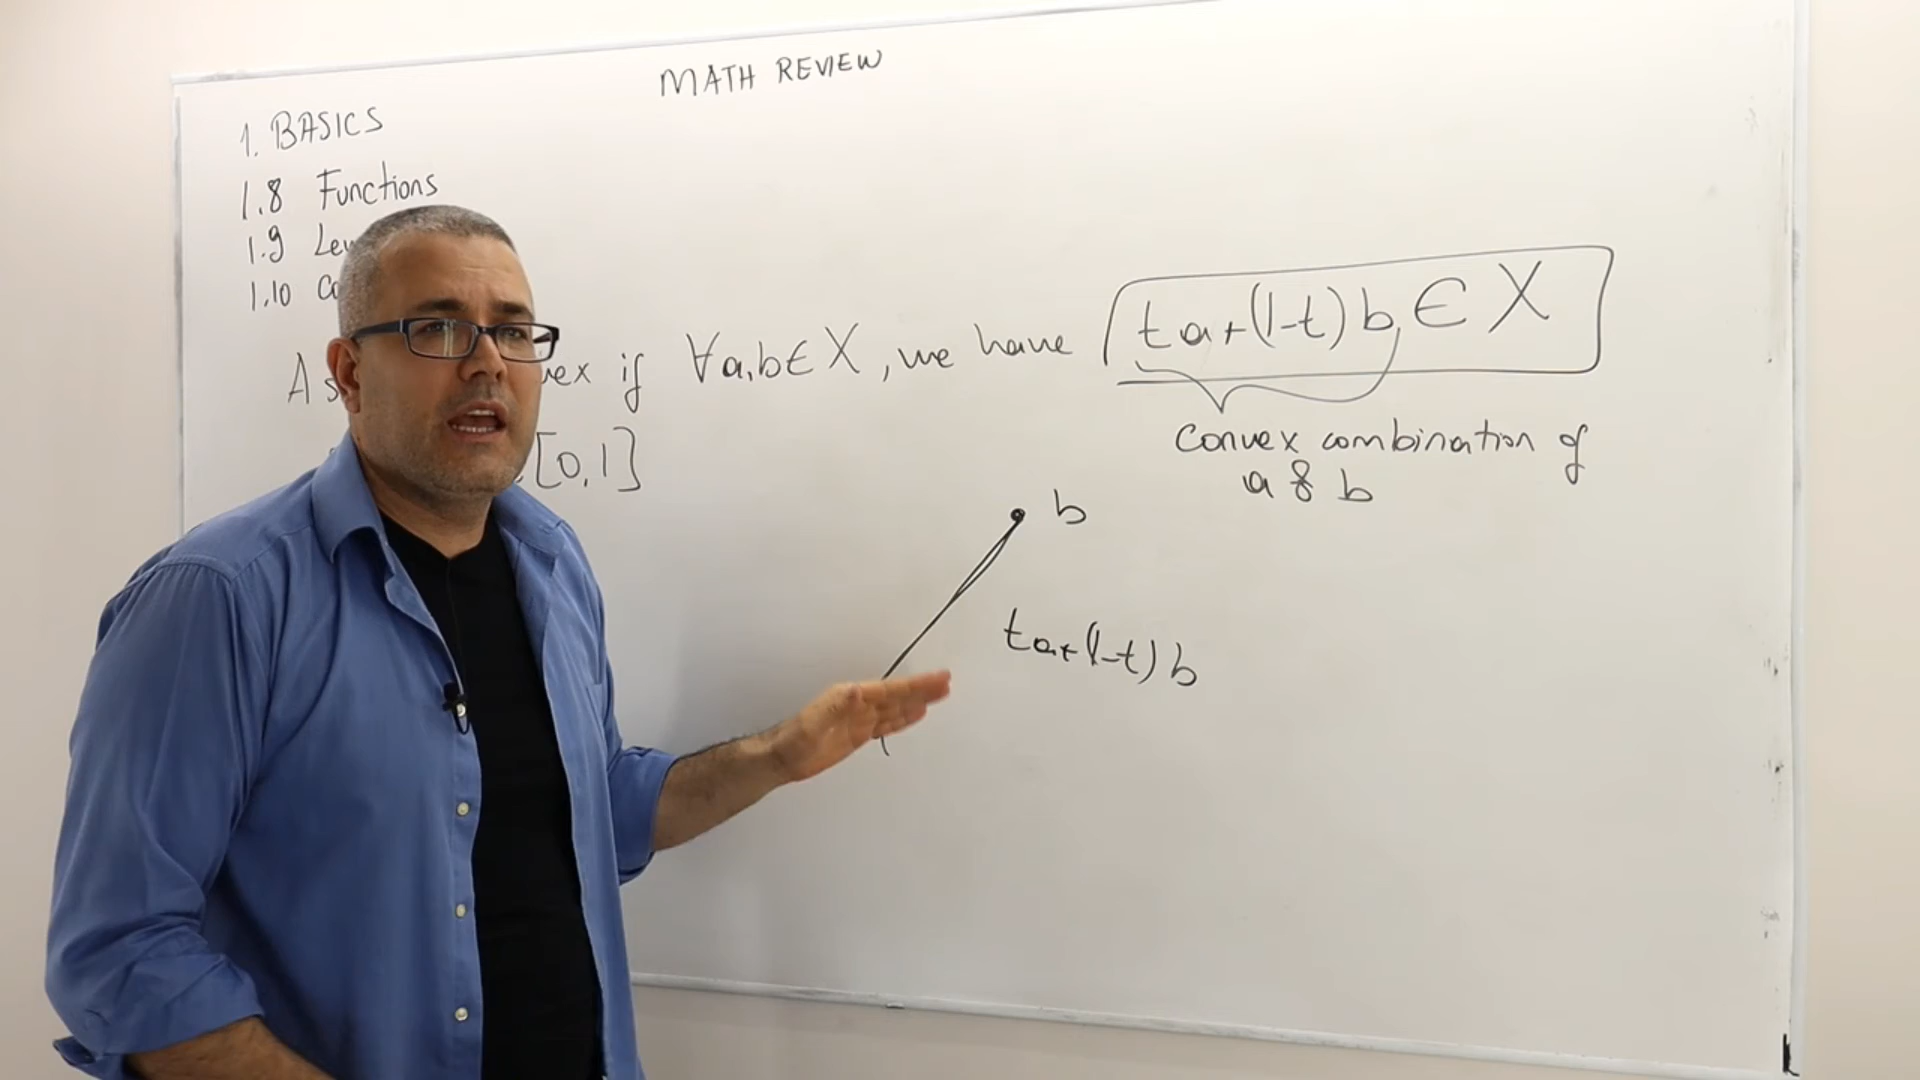 MATH REVIEW
1. BASICS
1.8 Functions
1.9
1.10
A if ∀a,b∈X, we have ta+(1-t)b∈X
[0,1]
Convex combination of
a & b
b
ta+(1-t)b